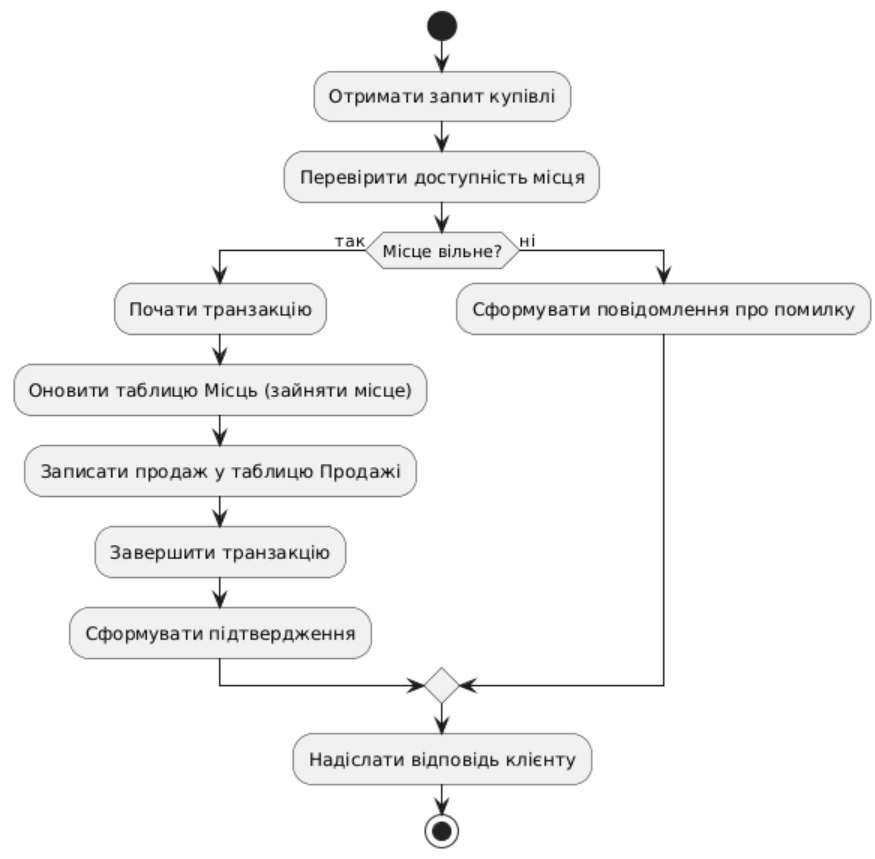 Отримати запит купівлі
Перевірити доступність місця
так
Місце вільне?
ні
Почати транзакцію
Сформувати повідомлення про помилку
Оновити таблицю Місць (зайняти місце)
Записати продаж у таблицю Продажі
Завершити транзакцію
Сформувати підтвердження
Надіслати відповідь клієнту